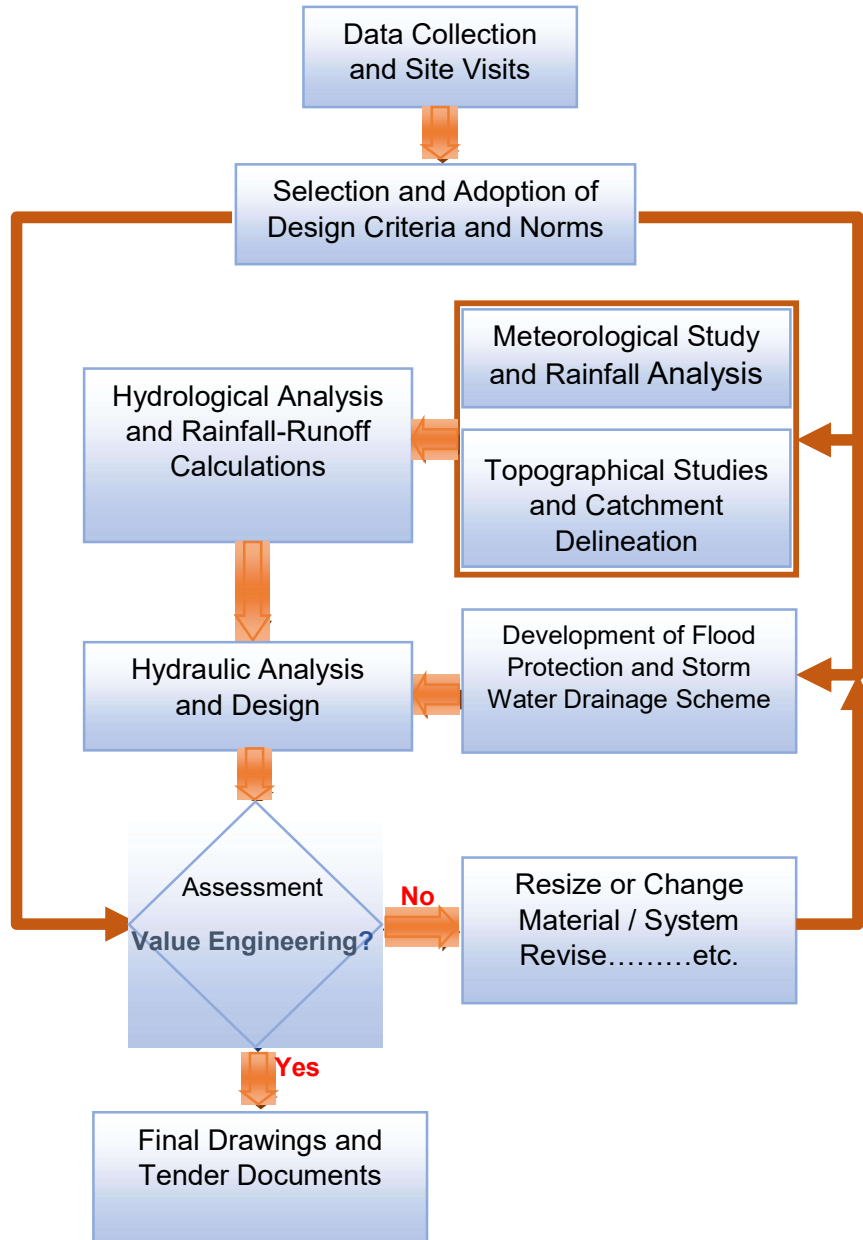 Data Collection
and Site Visits
Selection and Adoption of
Design Criteria and Norms
Meteorological Study
and Rainfall Analysis
Hydrological Analysis
and Rainfall-Runoff
Calculations
Topographical Studies
and Catchment
Delineation
Development of Flood
Protection and Storm
Water Drainage Scheme
Hydraulic Analysis
and Design
Assessment
Value Engineering?
No
Resize or Change
Material / System
Revise………etc.
Yes
Final Drawings and
Tender Documents